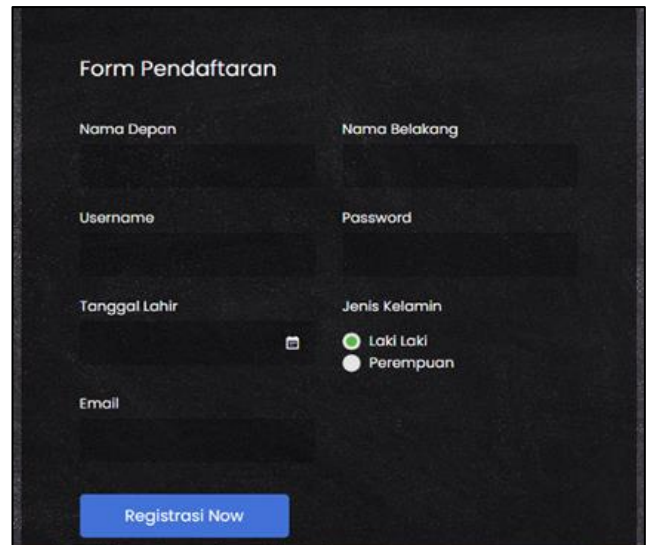 Form Pendaftaran
Nama Depan
Nama Belakang
Username
Password
Tanggal Lahir
Jenis Kelamin
Laki Laki
Perempuan
Email
Registrasi Now